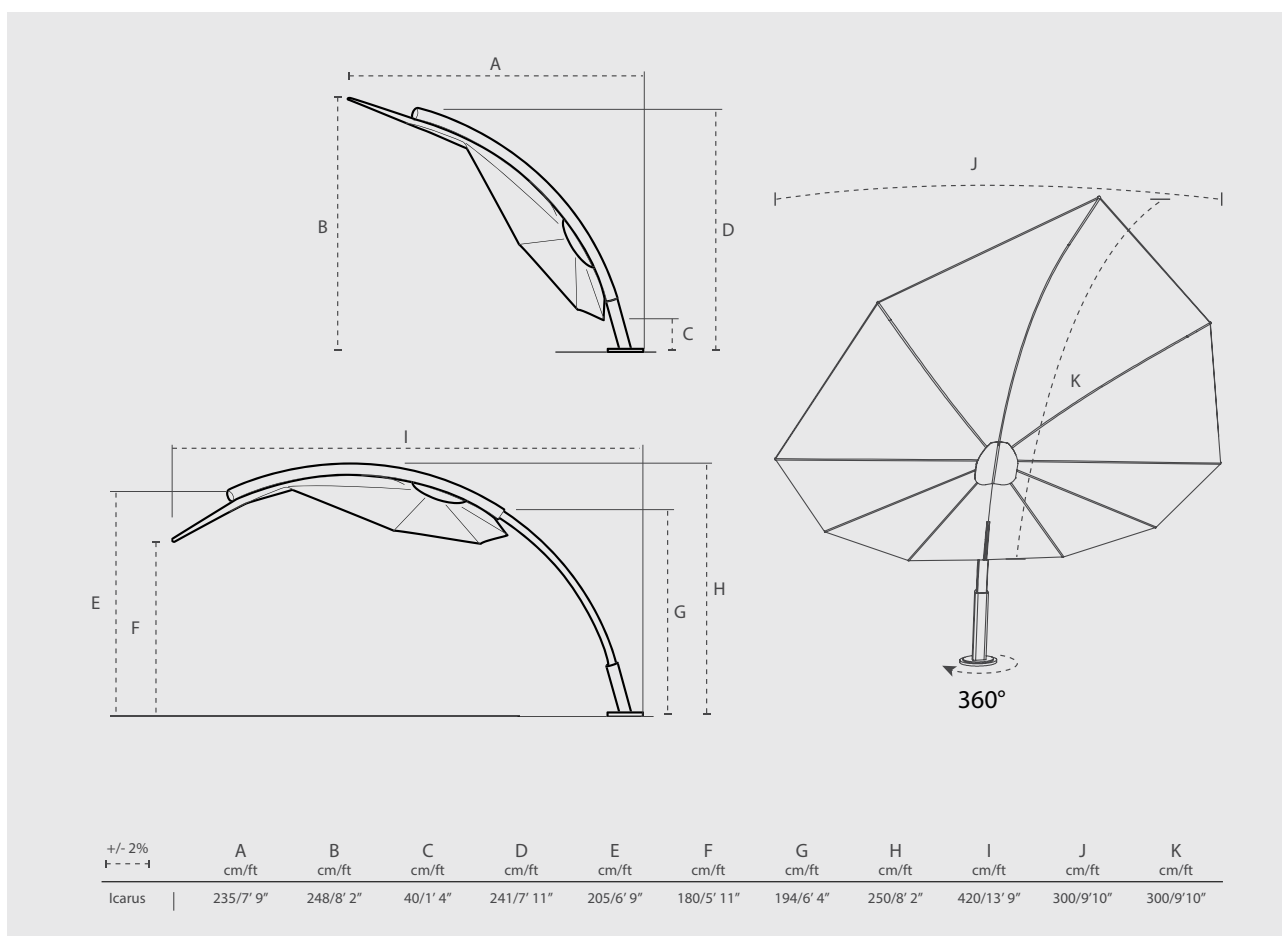 A
B
D
C
J
K
I
E
F
G
H
360°
+/- 2% A B C D E F G H I J K
cm/ft cm/ft cm/ft cm/ft cm/ft cm/ft cm/ft cm/ft cm/ft cm/ft cm/ft
Icarus 235/7’ 9” 248/8’ 2” 40/1’ 4” 241/7’ 11” 205/6’ 9” 180/5’ 11” 194/6’ 4” 250/8’ 2” 420/13’ 9” 300/9’10” 300/9’10”